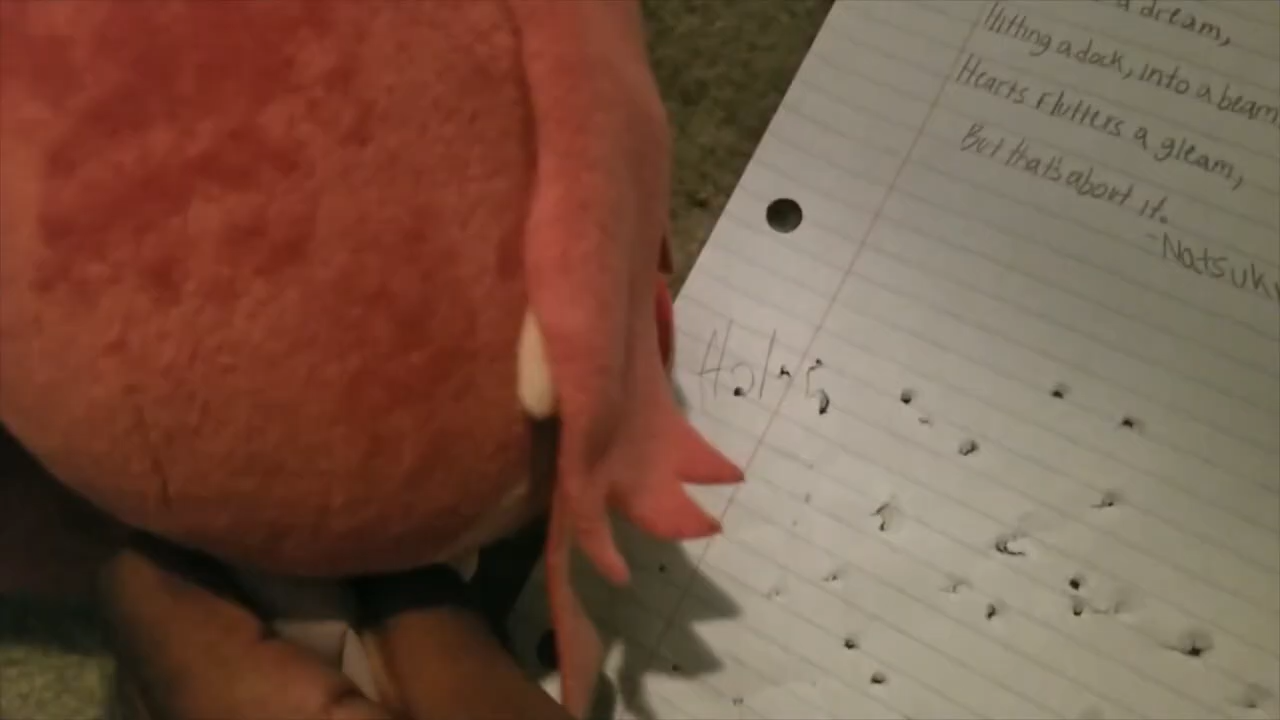 a dream,
Hitting a dock, into a beam
Hearts Flutters a gleam,
But that's about it.
-Natsuki